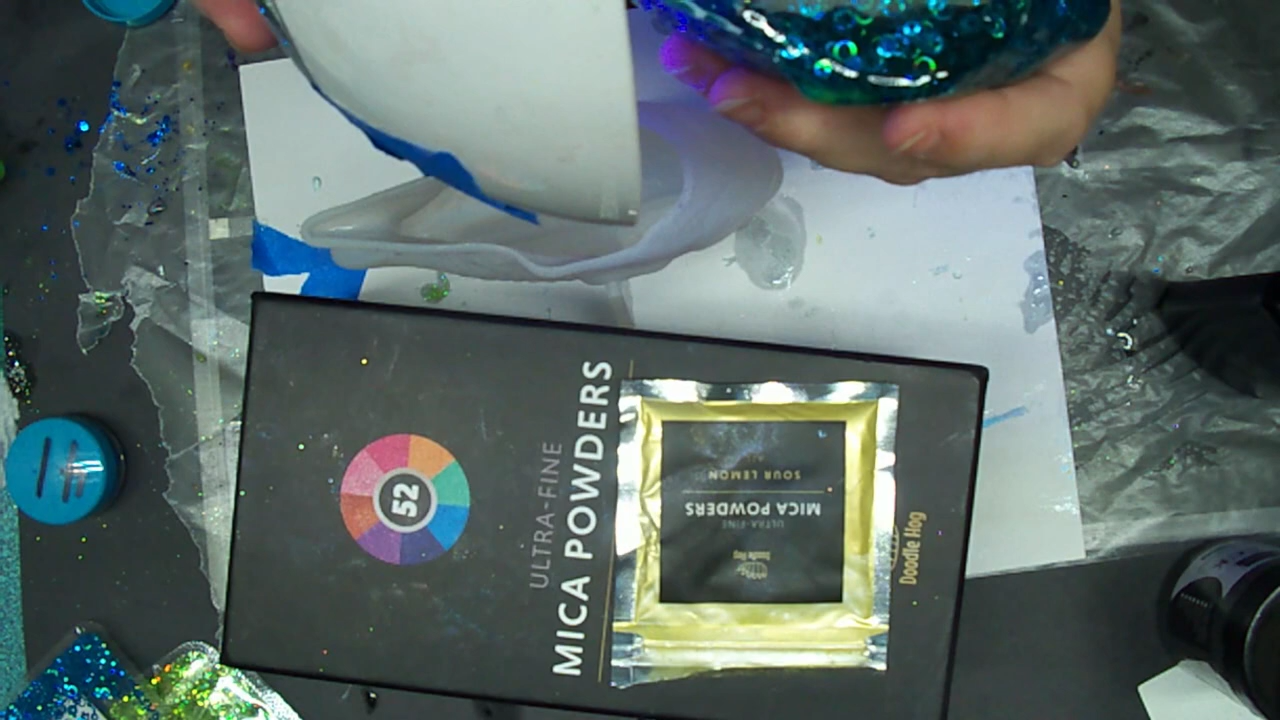 52
ULTRA-FINE
MICA POWDERS
Doodle Hog
Doodle Hog
ULTRA-FINE
MICA POWDERS
SOUR LEMON